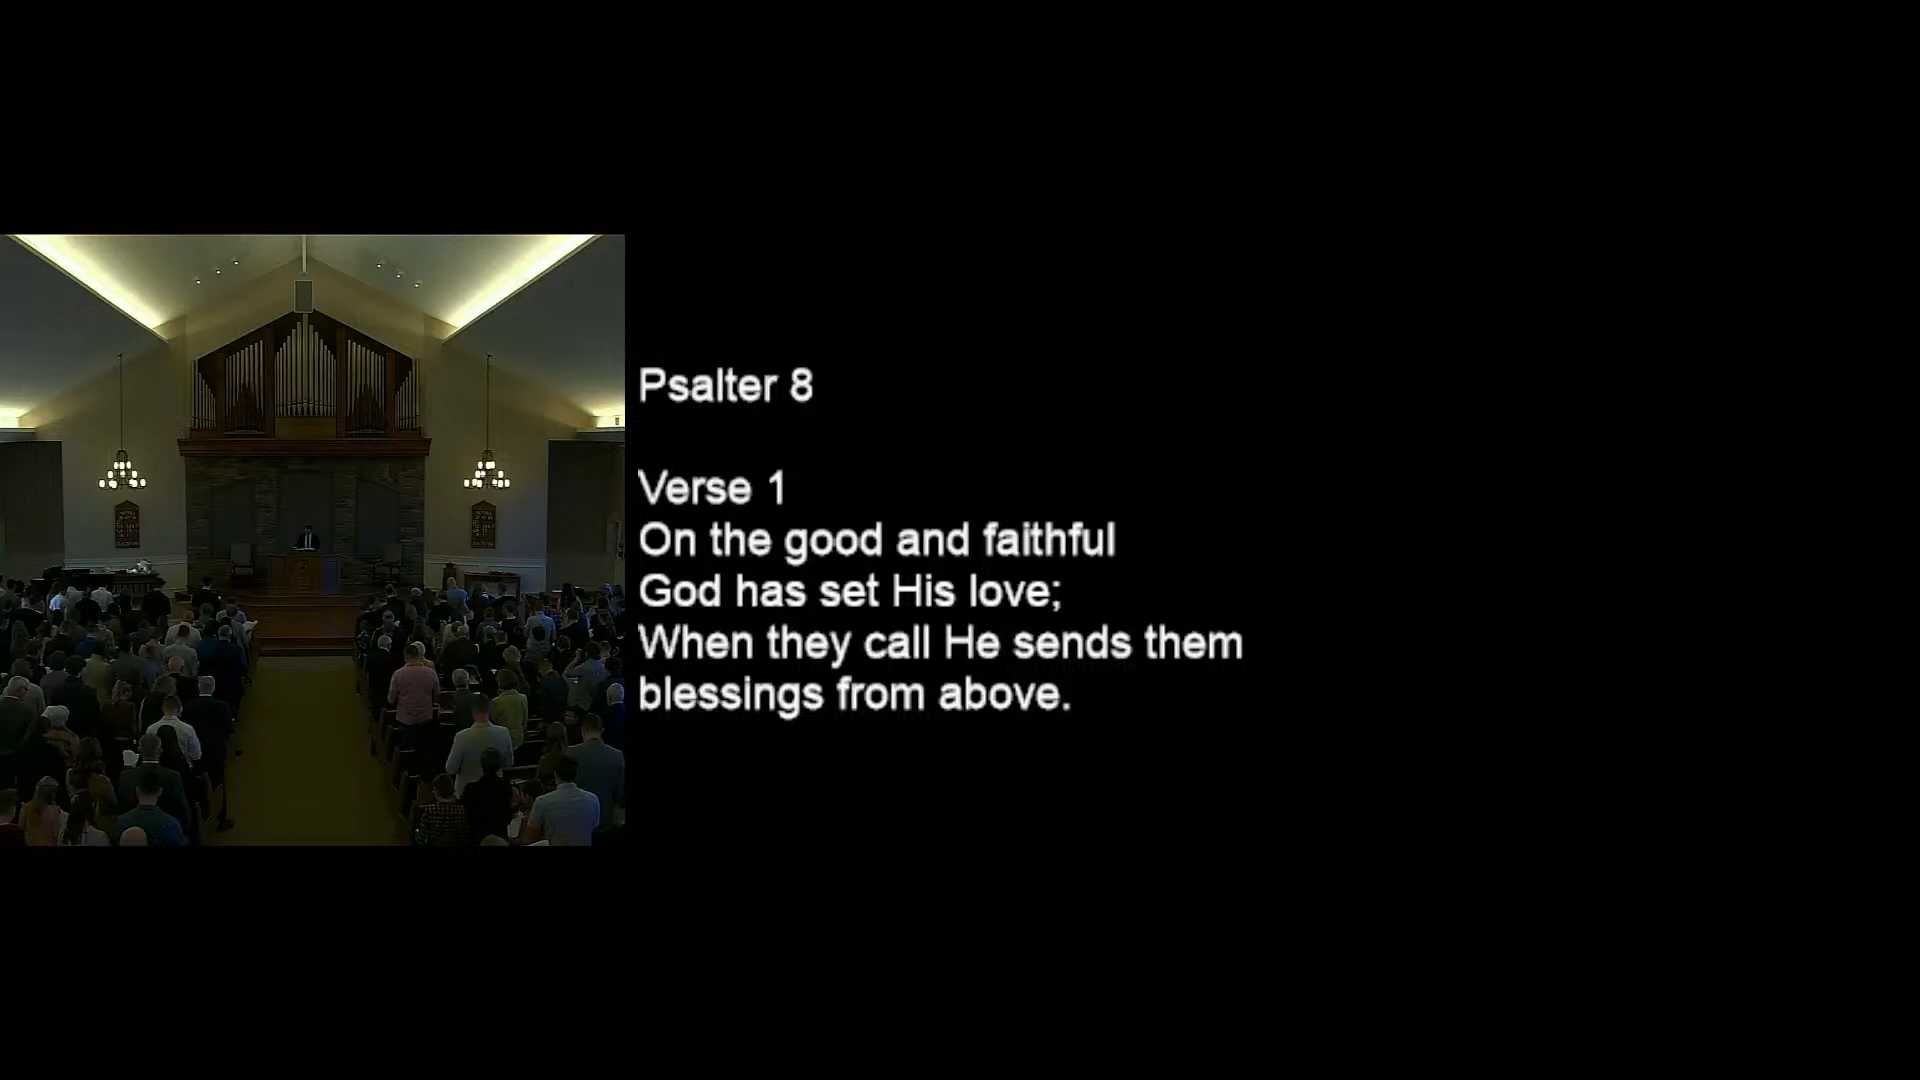 Psalter 8
Verse 1
On the good and faithful
God has set His love;
When they call He sends them
blessings from above.